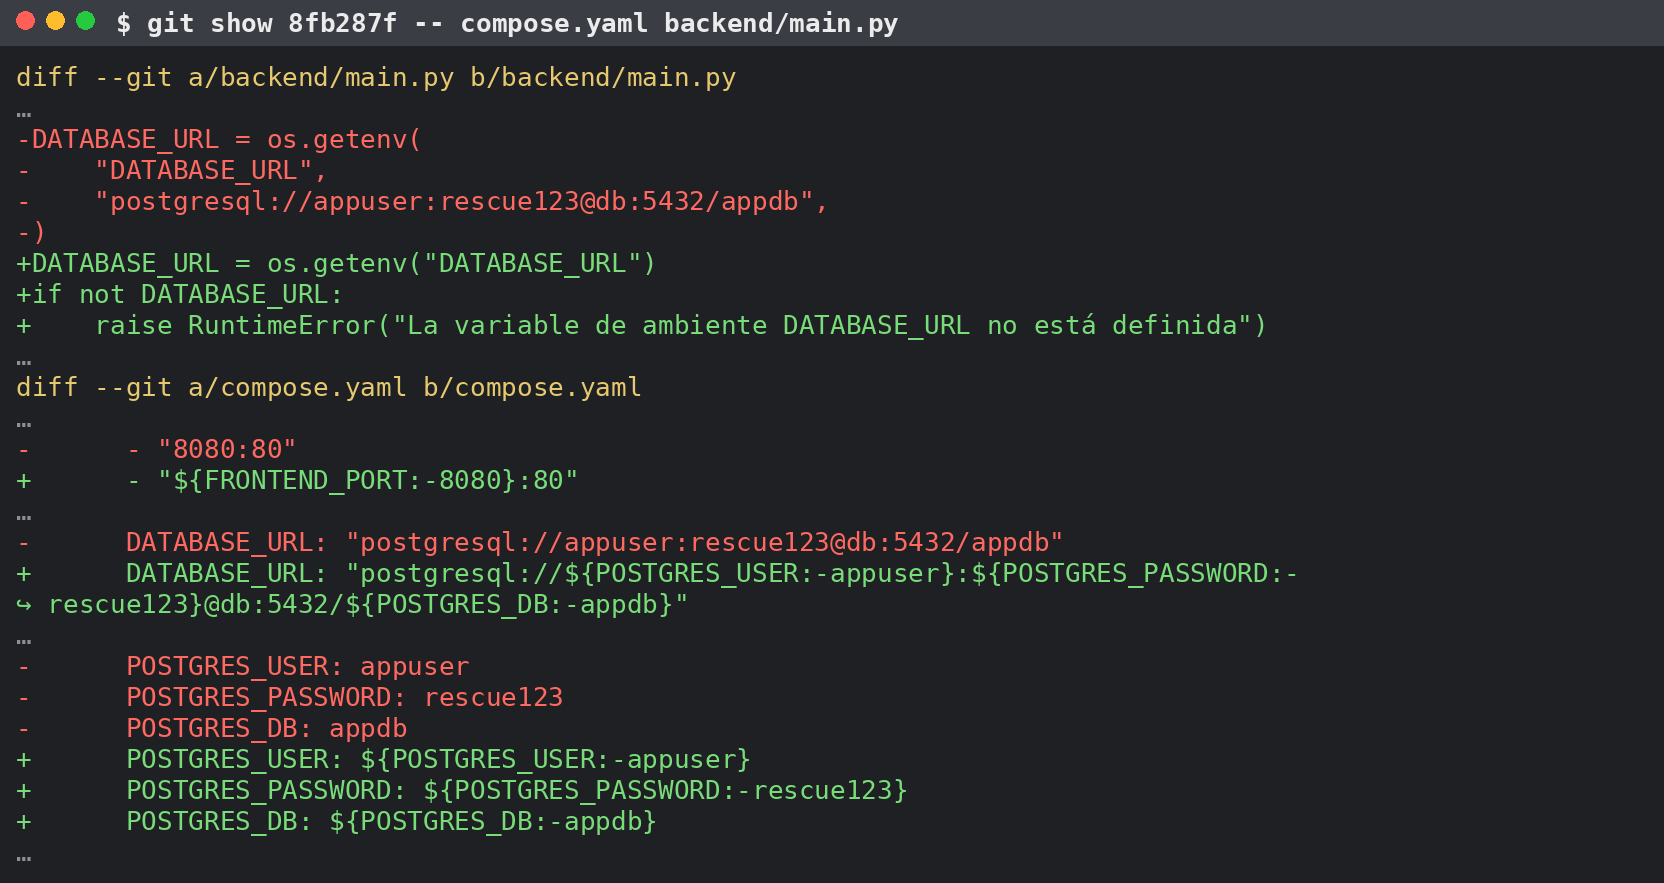 $ git show 8fb287f -- compose.yaml backend/main.py
diff --git a/backend/main.py b/backend/main.py
…
-DATABASE_URL = os.getenv(
-    "DATABASE_URL",
-    "postgresql://appuser:rescue123@db:5432/appdb",
-)
+DATABASE_URL = os.getenv("DATABASE_URL")
+if not DATABASE_URL:
+    raise RuntimeError("La variable de ambiente DATABASE_URL no está definida")
…
diff --git a/compose.yaml b/compose.yaml
…
-      - "8080:80"
+      - "${FRONTEND_PORT:-8080}:80"
…
-      DATABASE_URL: "postgresql://appuser:rescue123@db:5432/appdb"
+      DATABASE_URL: "postgresql://${POSTGRES_USER:-appuser}:${POSTGRES_PASSWORD:-
↪ rescue123}@db:5432/${POSTGRES_DB:-appdb}"
…
-      POSTGRES_USER: appuser
-      POSTGRES_PASSWORD: rescue123
-      POSTGRES_DB: appdb
+      POSTGRES_USER: ${POSTGRES_USER:-appuser}
+      POSTGRES_PASSWORD: ${POSTGRES_PASSWORD:-rescue123}
+      POSTGRES_DB: ${POSTGRES_DB:-appdb}
…